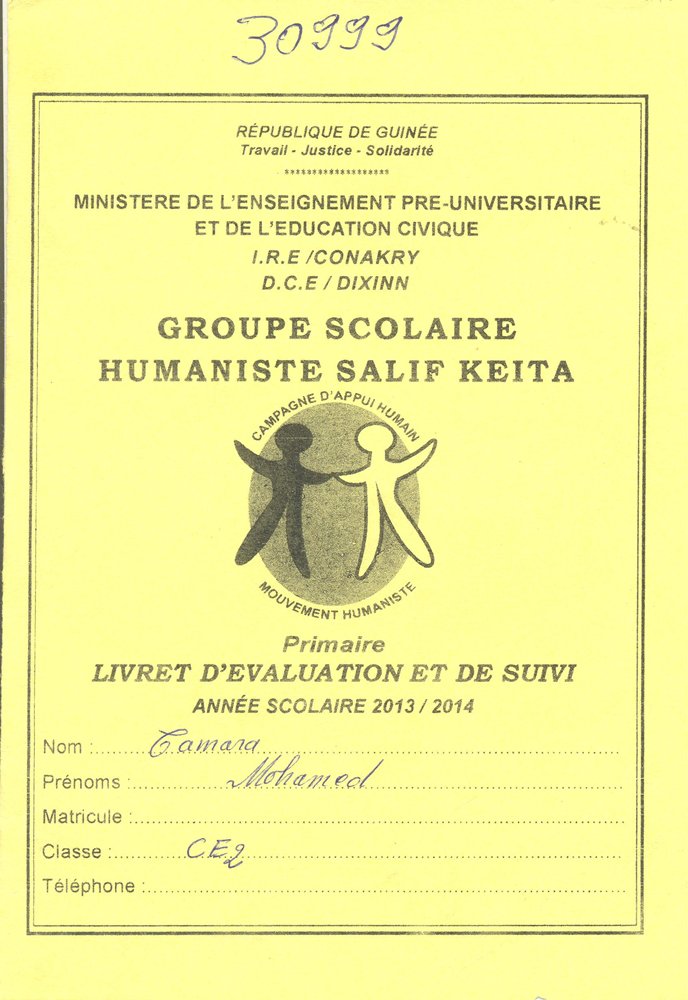 30999
RÉPUBLIQUE DE GUINÉE
Travail - Justice - Solidarité
*******************
MINISTERE DE L'ENSEIGNEMENT PRE-UNIVERSITAIRE
ET DE L'EDUCATION CIVIQUE
I.R.E /CONAKRY
D.C.E / DIXINN
GROUPE SCOLAIRE
HUMANISTE SALIF KEITA
CAMPAGNE D'APPUI HUMAIN
MOUVEMENT HUMANISTE
Primaire
LIVRET D'EVALUATION ET DE SUIVI
ANNÉE SCOLAIRE 2013 / 2014
Nom : Camara
Prénoms : Mohamed
Matricule :
Classe : CE2
Téléphone :